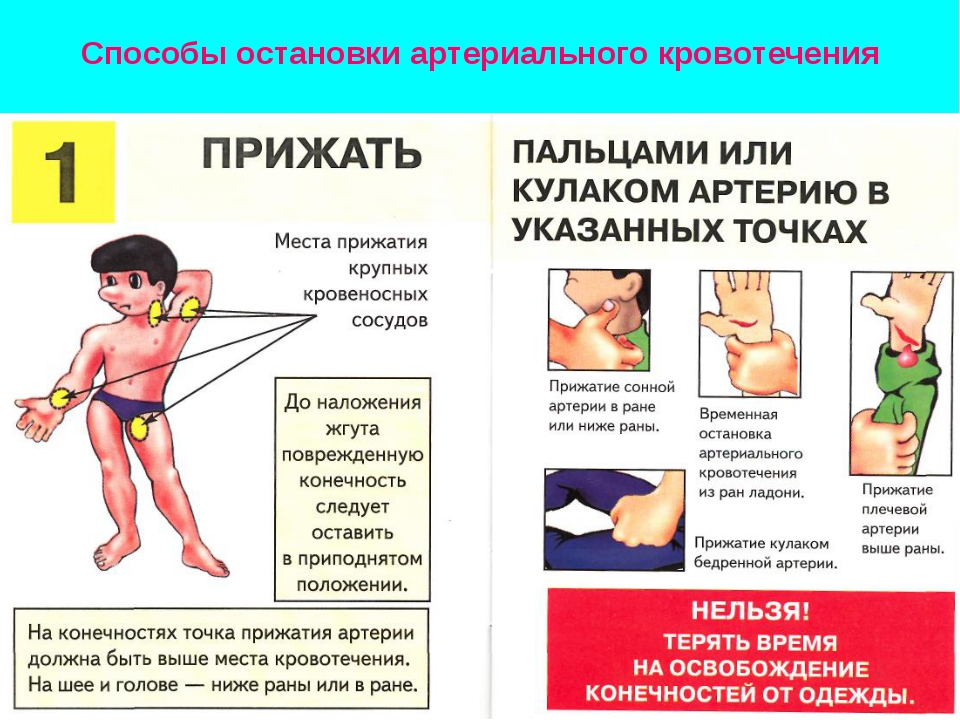 Способы остановки артериального кровотечения
1
ПРИЖАТЬ
ПАЛЬЦАМИ ИЛИ
КУЛАКОМ АРТЕРИЮ В
УКАЗАННЫХ ТОЧКАХ
Места прижатия
крупных
кровеносных
сосудов
До наложения
жгута
поврежденную
конечность
следует
оставить
в приподнятом
положении.
На конечностях точка прижатия артерии
должна быть выше места кровотечения.
На шее и голове — ниже раны или в ране.
Прижатие сонной
артерии в ране
или ниже раны.
Временная
остановка
артериального
кровотечения
из ран ладони.
Прижатие
плечевой
артерии
выше раны.
Прижатие кулаком
бедренной артерии.
НЕЛЬЗЯ!
ТЕРЯТЬ ВРЕМЯ
НА ОСВОБОЖДЕНИЕ
КОНЕЧНОСТЕЙ ОТ ОДЕЖДЫ.